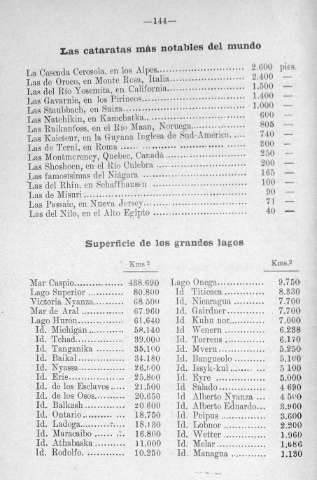 —144—
Las cataratas más notables del mundo
La Cascada Cerosola, en los Alpes 2.600 pies.
Las de Oroco, en Monte Rosa, Italia 2.400 —
Las del Río Yosemita, en California 1.500 —
Las Gavarnie, en los Pirineos 1.400 —
Las Staubbach, en Suiza 1.000 —
Las Natchikin, en Kamchatka 600 —
Las Ruikanfoss, en el Río Maan, Noruega 805 —
Las Kaieteur, en la Guyana Inglesa de Sud-América 740 —
Las de Terni, en Roma 300 —
Las Montmorency, Quebec, Canadá 250 —
Las Shoshoen, en el Río Culebra 200 —
Las famosísimas del Niágara 165 —
Las del Rhin, en Schaffhausen 100 —
Las de Misuri 90 —
Las Passaic, en Nueva Jersey 71 —
Las del Nilo, en el Alto Egipto 40 —
Superficie de los grandes lagos
Kms 2 Kms.2
Mar Caspio 438.690 Lago Onega 9.750
Lago Superior 80.800 Id Titicaca 8.330
Victoria Nyanza 68.500 Id. Nicaragua 7.700
Mar de Aral 67.960 Id. Gairdner 7.700
Lago Hurón 61.640 Id. Kuku nor 7.000
Id. Michigan 58.140 Id Wenern 6.238
Id. Tchad 39.000 Id. Torrens 6.170
Id. Tanganika 35.100 Id. Mveru 5.250
Id. Baikal 34.180 Id. Bangueolo 5.100
Id. Nyassa 26.500 Id. Issyk-kul 5.100
Id. Erie 25.800 Id. Eyre 5.000
Id. de los Esclavos 21.500 Id. Salado 4 690
Id. de los Osos 20.650 Id. Alberto Nyanza 4 500
Id. Balkash 20 600 Id. Alberto Eduardo 3.900
Id. Ontario 18.750 Id. Peipus 3.600
Id. Ladoga 18.130 Id. Lobnor 2.200
Id. Maracaibo 16.800 Id. Wetter 1.960
Id. Athabaska 11.000 Id. Melar 1.686
Id. Rodolfo. 10.250 Id. Managua 1.130